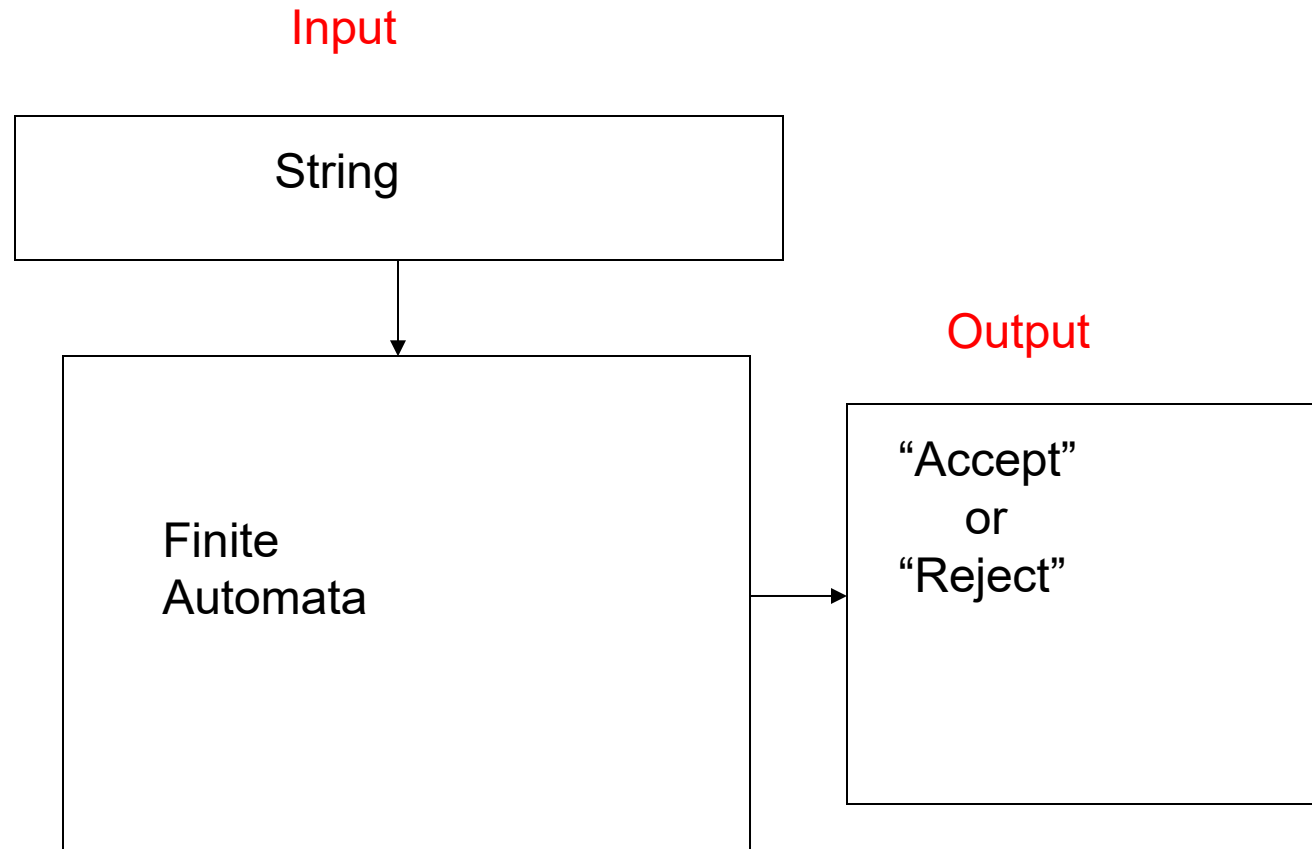 Input
String
Output
“Accept”
or
“Reject”
Finite
Automata